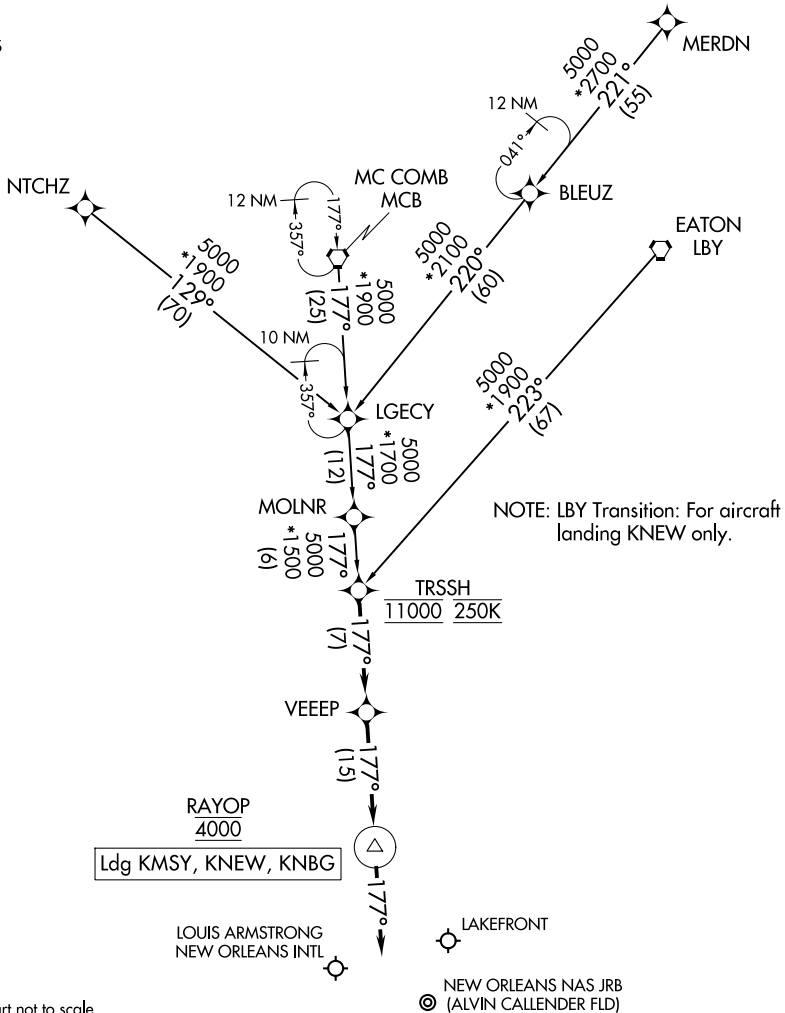 MERDN
5000
*2700
221°
(55)
12 NM
041°
BLEUZ
NTCHZ
MC COMB
MCB
12 NM
177°
357°
EATON
LBY
5000
*1900
129°
(70)
5000
*1900
177°
(25)
5000
*2100
220°
(60)
10 NM
357°
LGECY
5000
*1900
223°
(67)
5000
*1700
177°
(12)
MOLNR
177°
5000
*1500
(6)
NOTE: LBY Transition: For aircraft
landing KNEW only.
TRSSH
11000 250K
177°
(7)
VEEEP
177°
(15)
RAYOP
4000
Ldg KMSY, KNEW, KNBG
177°
LOUIS ARMSTRONG
NEW ORLEANS INTL
LAKEFRONT
NEW ORLEANS NAS JRB
(ALVIN CALLENDER FLD)
not to scale